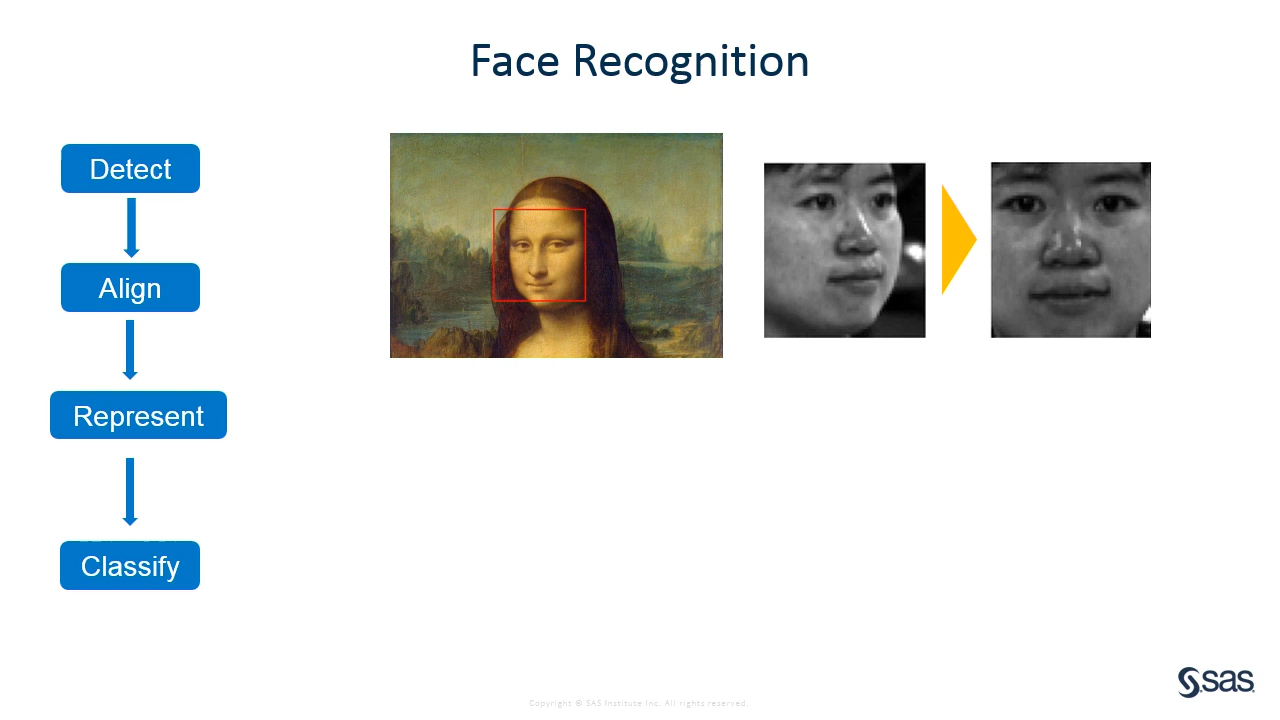 Face Recognition
Detect
Align
Represent
Classify
sas
Copyright © SAS Institute Inc. All rights reserved.